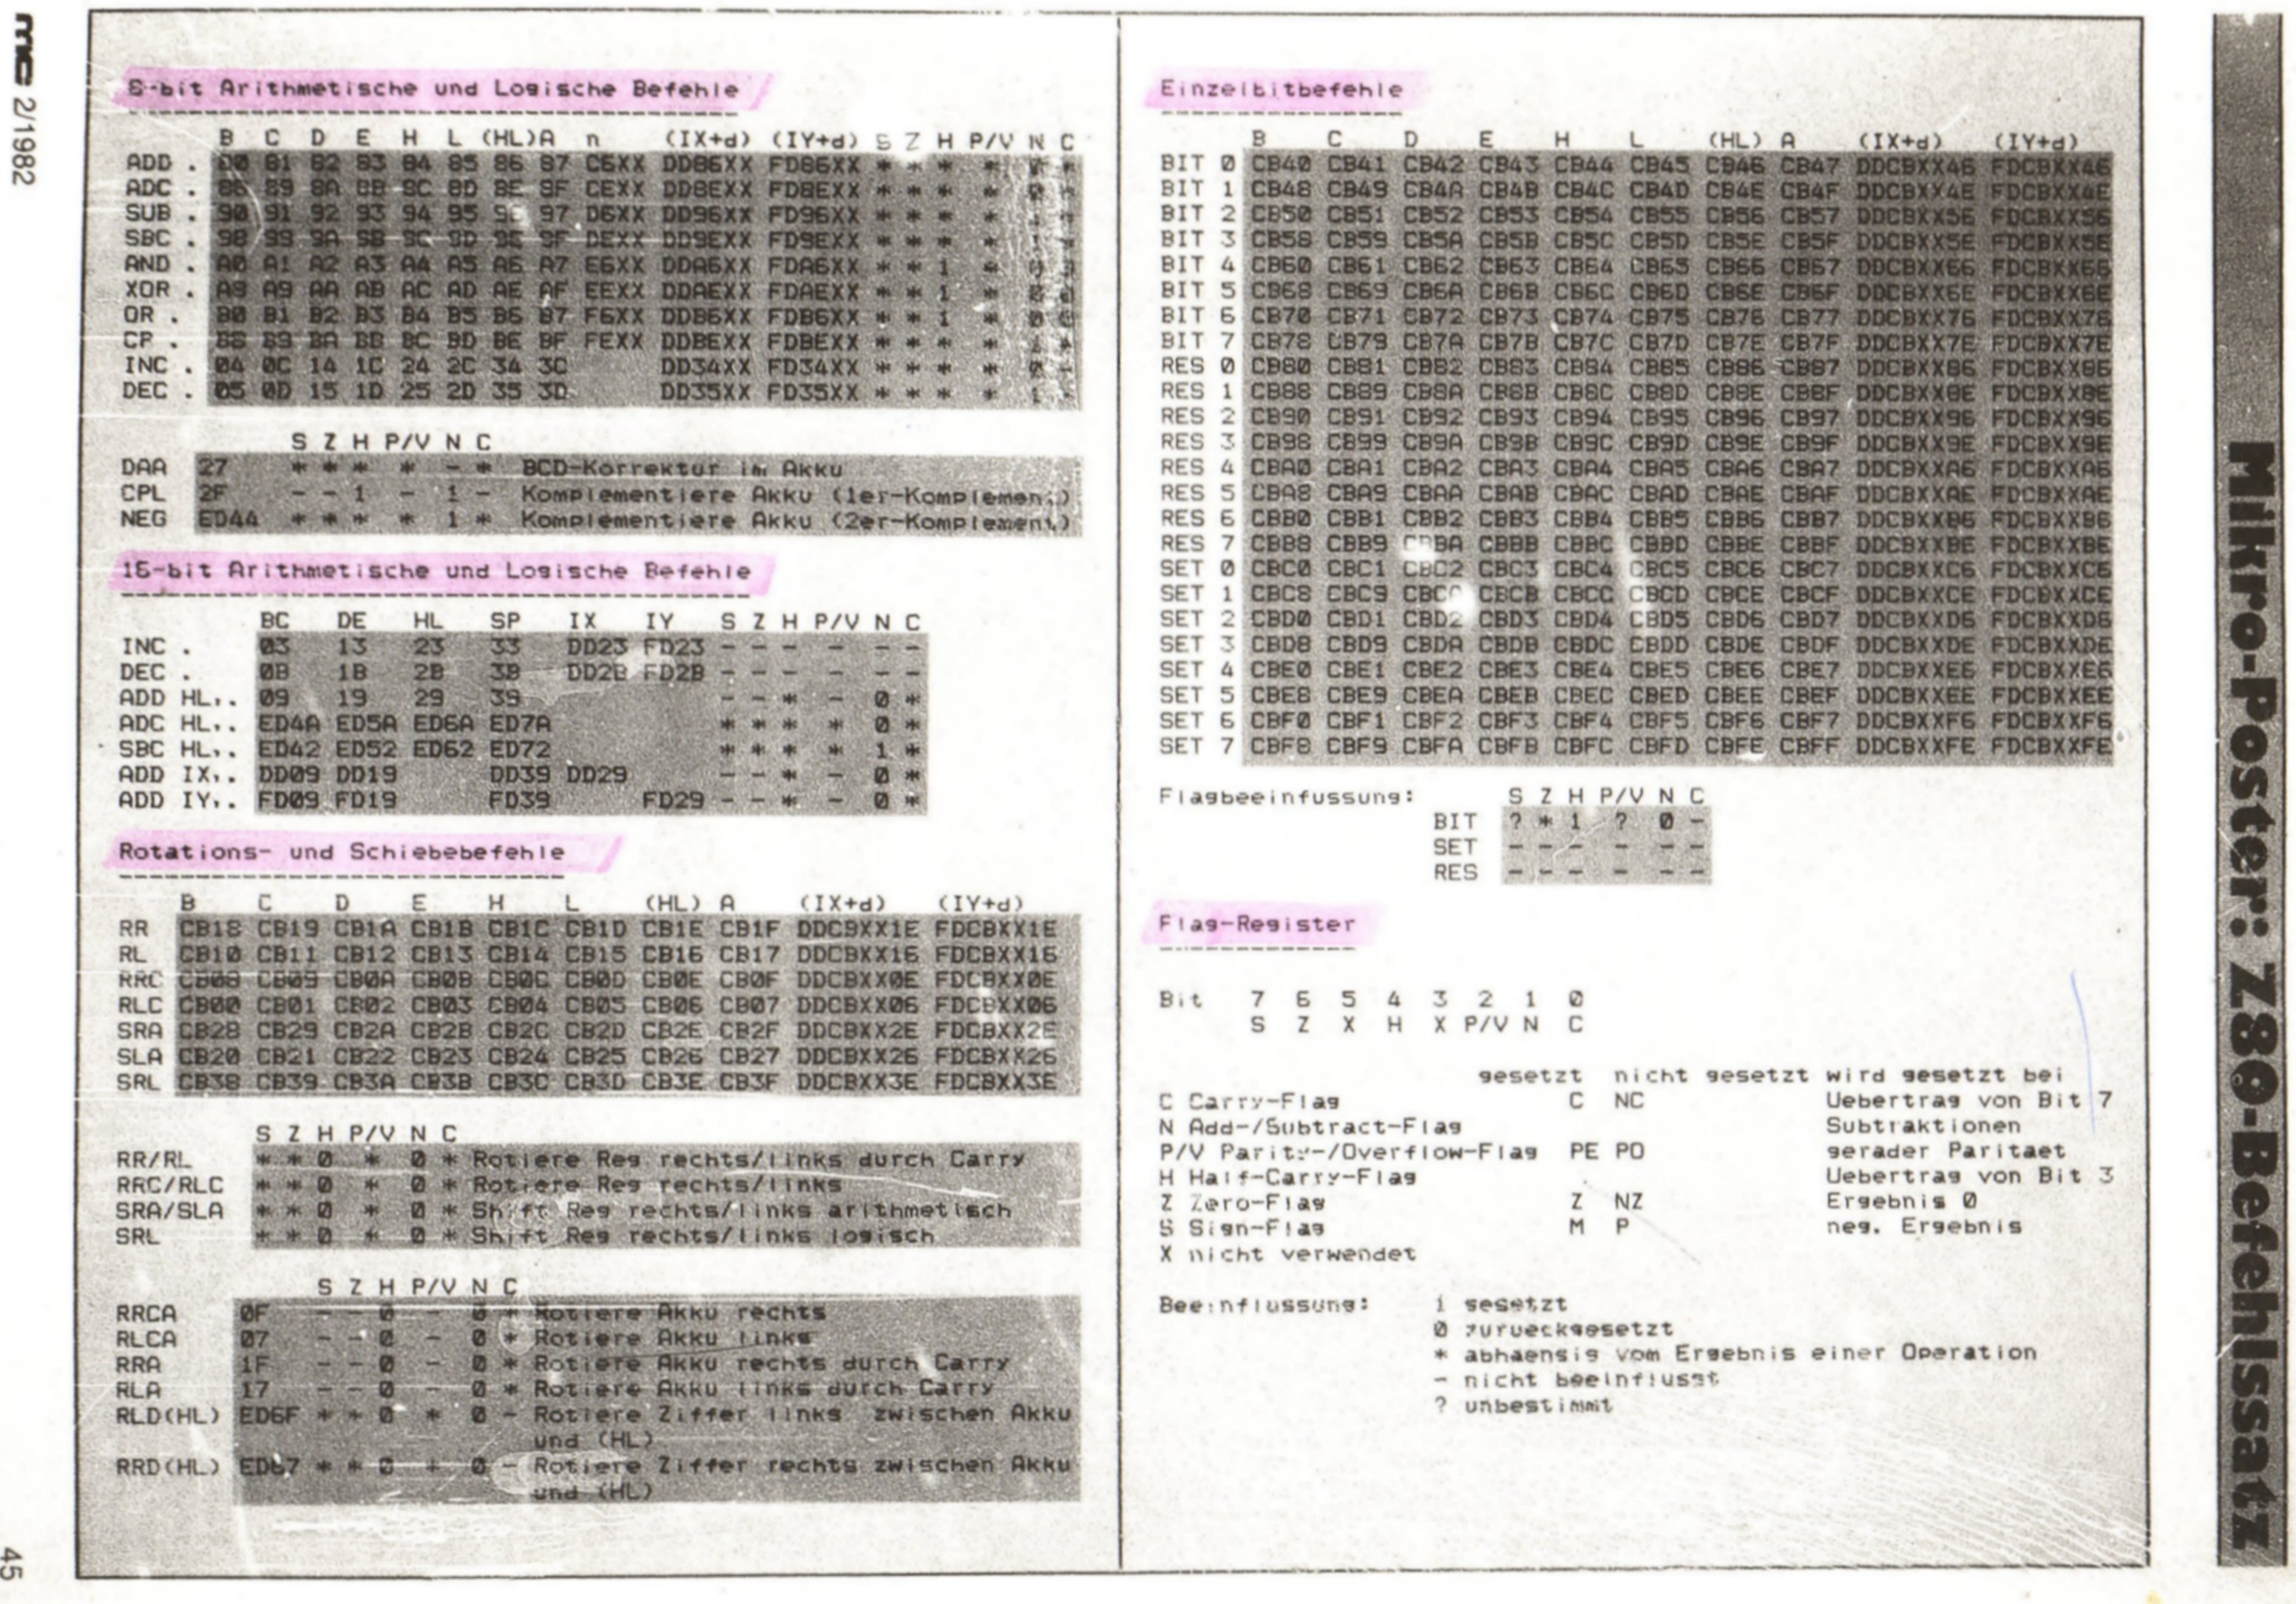 mc 2/1982
8-bit Arithmetische und Logische Befehle
B C D E H L (HL)A n (IX+d) (IY+d) S Z H P/V N C
ADD . 80 81 82 83 84 85 86 87 C6XX DD86XX FD86XX * * * * 0 *
ADC . 88 89 8A 8B 8C 8D 8E 8F CEXX DD8EXX FD8EXX * * * * 0 *
SUB . 90 91 92 93 94 95 96 97 D6XX DD96XX FD96XX * * * * 1 *
SBC . 98 99 9A 9B 9C 9D 9E 9F DEXX DD9EXX FD9EXX * * * * 1 *
AND . A0 A1 A2 A3 A4 A5 A6 A7 E6XX DDA6XX FDA6XX * * 1 * 0 0
XOR . A8 A9 AA AB AC AD AE AF EEXX DDAEXX FDAEXX * * 1 * 0 0
OR . B0 B1 B2 B3 B4 B5 B6 B7 F6XX DDB6XX FDB6XX * * 1 * 0 0
CP . B8 B9 BA BB BC BD BE BF FEXX DDBEXX FDBEXX * * * * 1 *
INC . 04 0C 14 1C 24 2C 34 3C DD34XX FD34XX * * * * 0 -
DEC . 05 0D 15 1D 25 2D 35 3D DD35XX FD35XX * * * * 1 -
S Z H P/V N C
DAA 27 * * * * - * BCD-Korrektur im Akku
CPL 2F - - 1 - 1 - Komplementiere Akku (1er-Komplement)
NEG ED44 * * * * 1 * Komplementiere Akku (2er-Komplement)
16-bit Arithmetische und Logische Befehle
BC DE HL SP IX IY S Z H P/V N C
INC . 03 13 23 33 DD23 FD23 - - - - - -
DEC . 0B 1B 2B 3B DD2B FD2B - - - - - -
ADD HL,. 09 19 29 39 - - * - 0 *
ADC HL,. ED4A ED5A ED6A ED7A * * * * 0 *
SBC HL,. ED42 ED52 ED62 ED72 * * * * 1 *
ADD IX,. DD09 DD19 DD39 DD29 - - * - 0 *
ADD IY,. FD09 FD19 FD39 FD29 - - * - 0 *
Rotations- und Schiebebefehle
B C D E H L (HL) A (IX+d) (IY+d)
RR CB18 CB19 CB1A CB1B CB1C CB1D CB1E CB1F DDCBXX1E FDCBXX1E
RL CB10 CB11 CB12 CB13 CB14 CB15 CB16 CB17 DDCBXX16 FDCBXX16
RRC CB08 CB09 CB0A CB0B CB0C CB0D CB0E CB0F DDCBXX0E FDCBXX0E
RLC CB00 CB01 CB02 CB03 CB04 CB05 CB06 CB07 DDCBXX06 FDCBXX06
SRA CB28 CB29 CB2A CB2B CB2C CB2D CB2E CB2F DDCBXX2E FDCBXX2E
SLA CB20 CB21 CB22 CB23 CB24 CB25 CB26 CB27 DDCBXX26 FDCBXX26
SRL CB38 CB39 CB3A CB3B CB3C CB3D CB3E CB3F DDCBXX3E FDCBXX3E
S Z H P/V N C
RR/RL * * 0 * 0 * Rotiere Reg rechts/links durch Carry
RRC/RLC * * 0 * 0 * Rotiere Reg rechts/links
SRA/SLA * * 0 * 0 * Shift Reg rechts/links arithmetisch
SRL * * 0 * 0 * Shift Reg rechts/links logisch
S Z H P/V N C
RRCA 0F - - 0 - 0 * Rotiere Akku rechts
RLCA 07 - - 0 - 0 * Rotiere Akku links
RRA 1F - - 0 - 0 * Rotiere Akku rechts durch Carry
RLA 17 - - 0 - 0 * Rotiere Akku links durch Carry
RLD(HL) ED6F * * 0 * 0 - Rotiere Ziffer links zwischen Akku
und (HL)
RRD(HL) ED67 * * 0 * 0 - Rotiere Ziffer rechts zwischen Akku
und (HL)
Einzelbitbefehle
B C D E H L (HL) A (IX+d) (IY+d)
BIT 0 CB40 CB41 CB42 CB43 CB44 CB45 CB46 CB47 DDCBXX46 FDCBXX46
BIT 1 CB48 CB49 CB4A CB4B CB4C CB4D CB4E CB4F DDCBXX4E FDCBXX4E
BIT 2 CB50 CB51 CB52 CB53 CB54 CB55 CB56 CB57 DDCBXX56 FDCBXX56
BIT 3 CB58 CB59 CB5A CB5B CB5C CB5D CB5E CB5F DDCBXX5E FDCBXX5E
BIT 4 CB60 CB61 CB62 CB63 CB64 CB65 CB66 CB67 DDCBXX66 FDCBXX66
BIT 5 CB68 CB69 CB6A CB6B CB6C CB6D CB6E CB6F DDCBXX6E FDCBXX6E
BIT 6 CB70 CB71 CB72 CB73 CB74 CB75 CB76 CB77 DDCBXX76 FDCBXX76
BIT 7 CB78 CB79 CB7A CB7B CB7C CB7D CB7E CB7F DDCBXX7E FDCBXX7E
RES 0 CB80 CB81 CB82 CB83 CB84 CB85 CB86 CB87 DDCBXX86 FDCBXX86
RES 1 CB88 CB89 CB8A CB8B CB8C CB8D CB8E CB8F DDCBXX8E FDCBXX8E
RES 2 CB90 CB91 CB92 CB93 CB94 CB95 CB96 CB97 DDCBXX96 FDCBXX96
RES 3 CB98 CB99 CB9A CB9B CB9C CB9D CB9E CB9F DDCBXX9E FDCBXX9E
RES 4 CBA0 CBA1 CBA2 CBA3 CBA4 CBA5 CBA6 CBA7 DDCBXXA6 FDCBXXA6
RES 5 CBA8 CBA9 CBAA CBAB CBAC CBAD CBAE CBAF DDCBXXAE FDCBXXAE
RES 6 CBB0 CBB1 CBB2 CBB3 CBB4 CBB5 CBB6 CBB7 DDCBXXB6 FDCBXXB6
RES 7 CBB8 CBB9 CBBA CBBB CBBC CBBD CBBE CBBF DDCBXXBE FDCBXXBE
SET 0 CBC0 CBC1 CBC2 CBC3 CBC4 CBC5 CBC6 CBC7 DDCBXXC6 FDCBXXC6
SET 1 CBC8 CBC9 CBCA CBCB CBCC CBCD CBCE CBCF DDCBXXCE FDCBXXCE
SET 2 CBD0 CBD1 CBD2 CBD3 CBD4 CBD5 CBD6 CBD7 DDCBXXD6 FDCBXXD6
SET 3 CBD8 CBD9 CBDA CBDB CBDC CBDD CBDE CBDF DDCBXXDE FDCBXXDE
SET 4 CBE0 CBE1 CBE2 CBE3 CBE4 CBE5 CBE6 CBE7 DDCBXXE6 FDCBXXE6
SET 5 CBE8 CBE9 CBEA CBEB CBEC CBED CBEE CBEF DDCBXXEE FDCBXXEE
SET 6 CBF0 CBF1 CBF2 CBF3 CBF4 CBF5 CBF6 CBF7 DDCBXXF6 FDCBXXF6
SET 7 CBF8 CBF9 CBFA CBFB CBFC CBFD CBFE CBFF DDCBXXFE FDCBXXFE
Flagbeeinfussung: S Z H P/V N C
BIT ? * 1 ? 0 -
SET - - - - - -
RES - - - - - -
Flag-Register
Bit 7 6 5 4 3 2 1 0
S Z X H X P/V N C
gesetzt nicht gesetzt wird gesetzt bei
C Carry-Flag C NC Uebertrag von Bit 7
N Add-/Subtract-Flag Subtraktionen
P/V Parity-/Overflow-Flag PE PO gerader Paritaet
H Half-Carry-Flag Uebertrag von Bit 3
Z Zero-Flag Z NZ Ergebnis 0
S Sign-Flag M P neg. Ergebnis
X nicht verwendet
Beeinflussung: 1 gesetzt
0 zurueckgesetzt
* abhaengig vom Ergebnis einer Operation
- nicht beeinflusst
? unbestimmt
Mikro-Poster: Z80-Befehlssatz
45